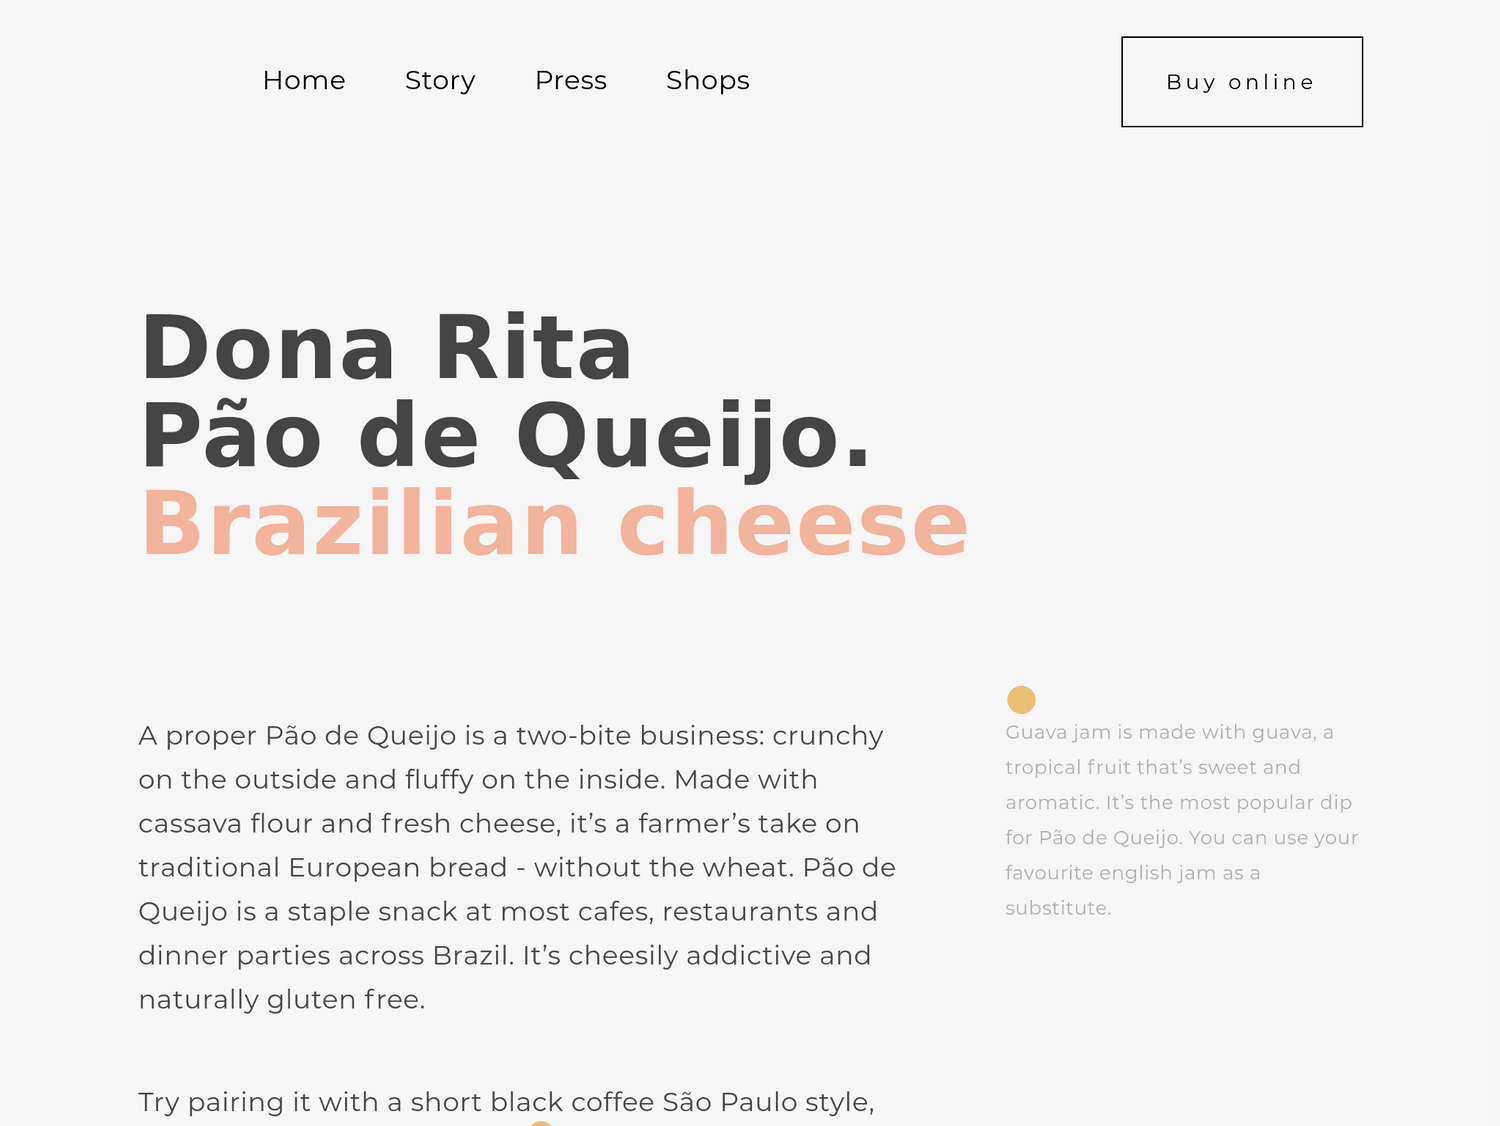 Home
Story
Press
Shops
Buy online
Dona Rita
Pão de Queijo.
Brazilian cheese
A proper Pão de Queijo is a two-bite business: crunchy
on the outside and fluffy on the inside. Made with
cassava flour and fresh cheese, it’s a farmer’s take on
traditional European bread - without the wheat. Pão de
Queijo is a staple snack at most cafes, restaurants and
dinner parties across Brazil. It’s cheesily addictive and
naturally gluten free.
Try pairing it with a short black coffee São Paulo style,
Guava jam is made with guava, a
tropical fruit that’s sweet and
aromatic. It’s the most popular dip
for Pão de Queijo. You can use your
favourite english jam as a
substitute.